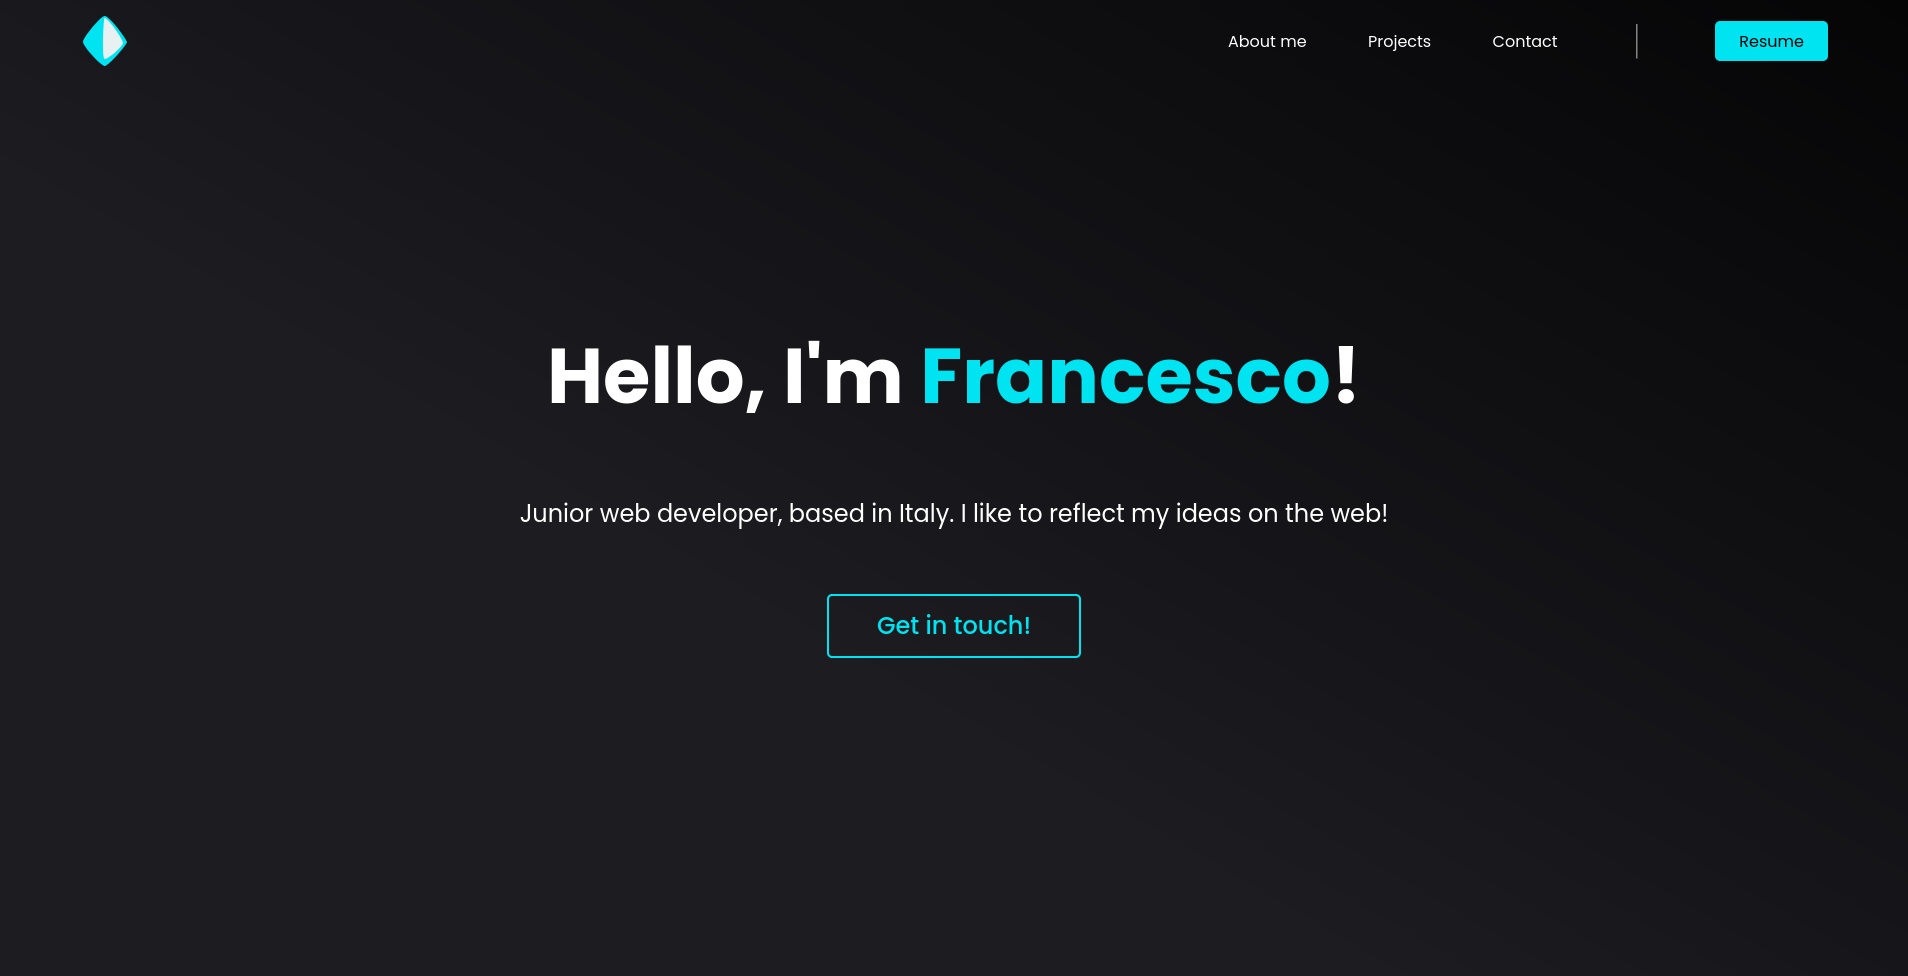 About me Projects Contact Resume
Hello, I'm Francesco!
Junior web developer, based in Italy. I like to reflect my ideas on the web!
Get in touch!